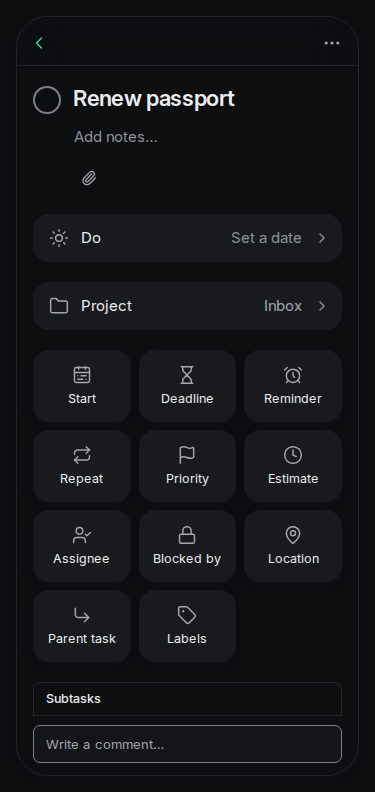 Renew passport
Add notes...
Do Set a date
Project Inbox
Start Deadline Reminder
Repeat Priority Estimate
Assignee Blocked by Location
Parent task Labels
Subtasks
Write a comment...